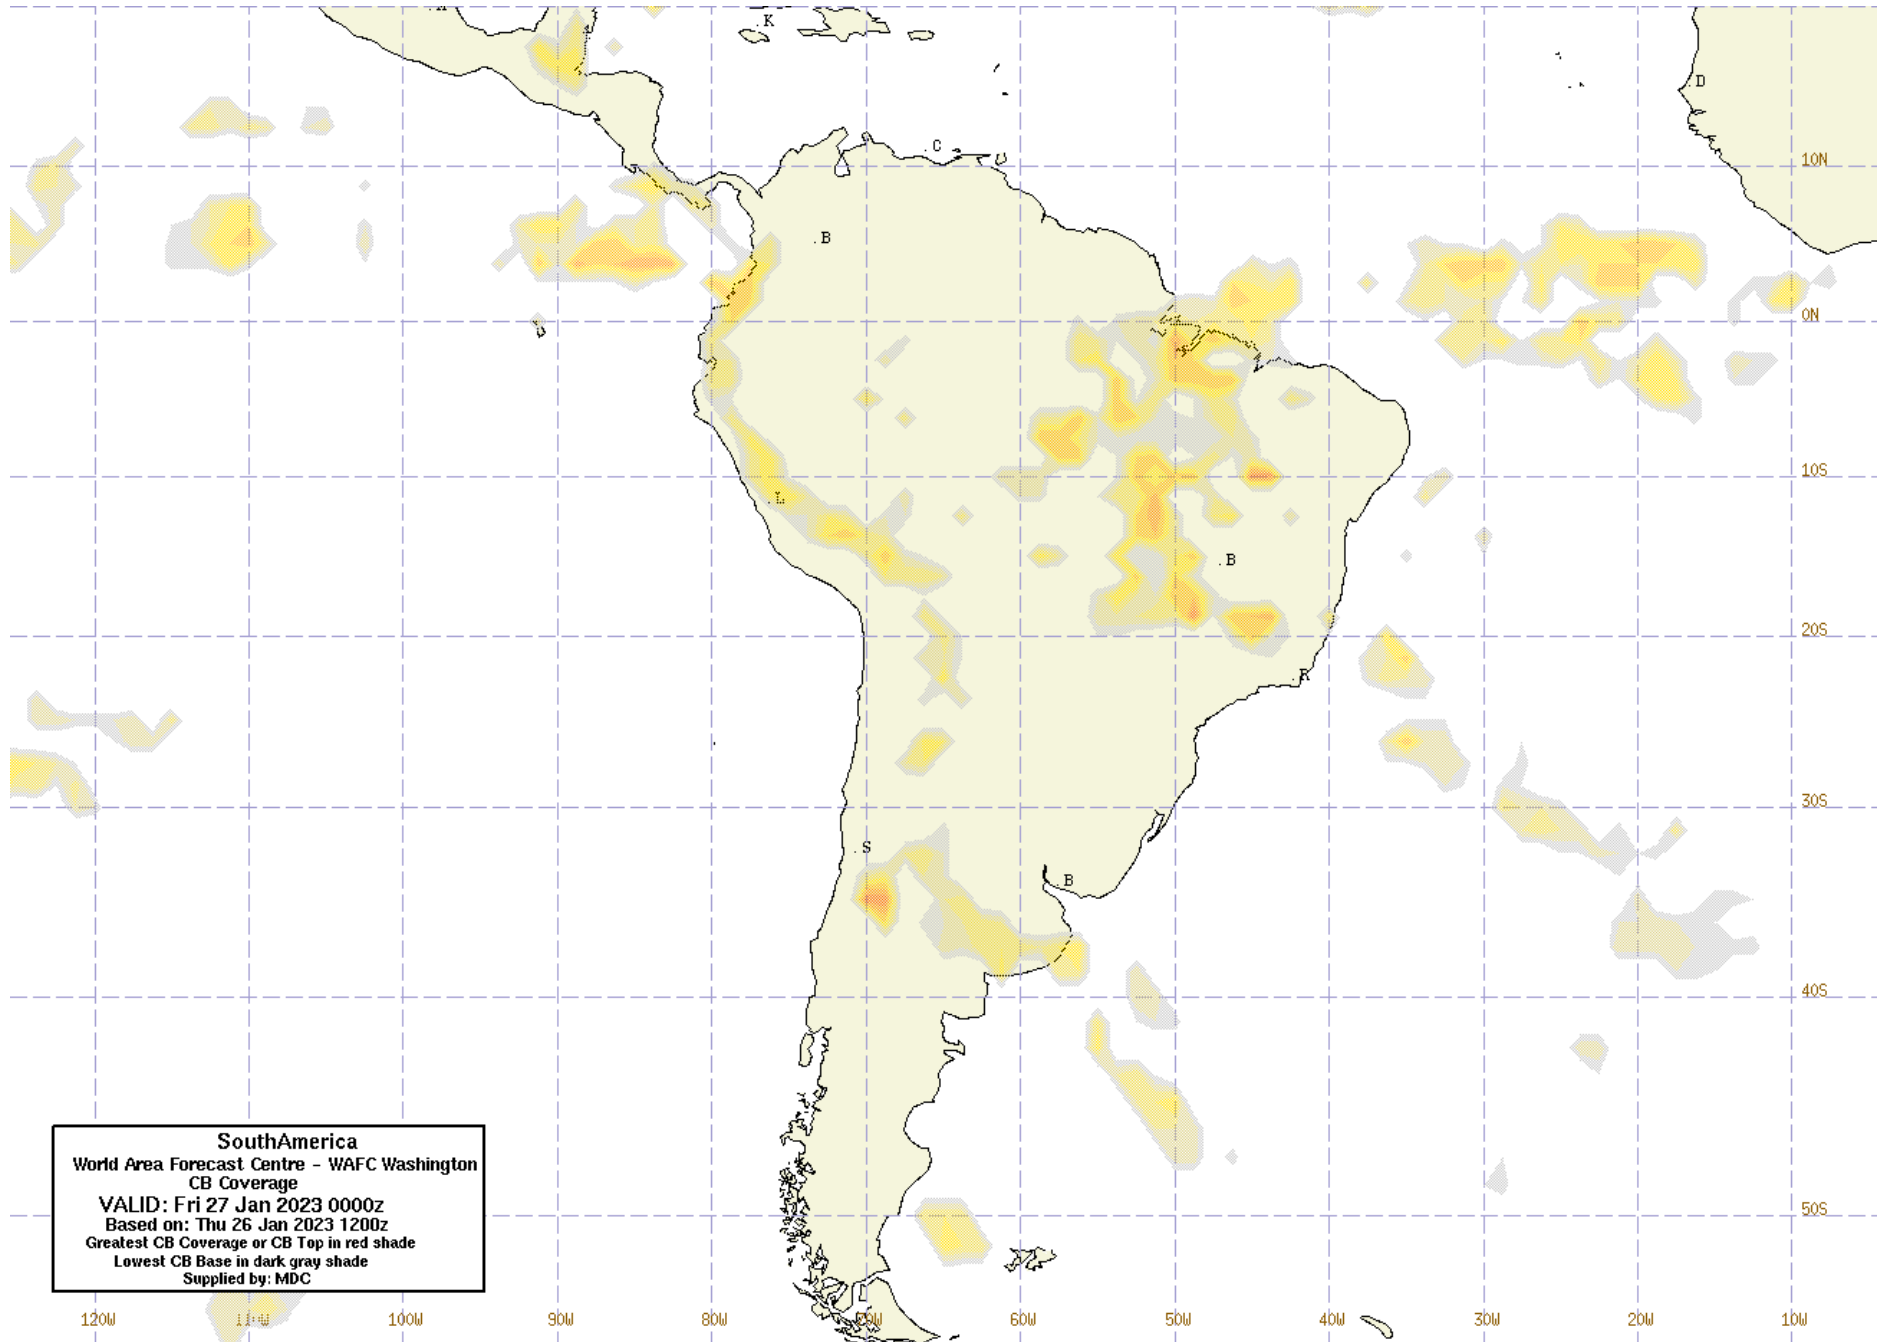 K
D
C
10N
B
0N
10S
L
B
20S
R
30S
S
B
40S
SouthAmerica
World Area Forecast Centre - WAFC Washington
CB Coverage
VALID: Fri 27 Jan 2023 0000z
Based on: Thu 26 Jan 2023 1200z
Greatest CB Coverage or CB Top in red shade
Lowest CB Base in dark gray shade
Supplied by: MDC
50S
120W 110W 100W 90W 80W 70W 60W 50W 40W 30W 20W 10W